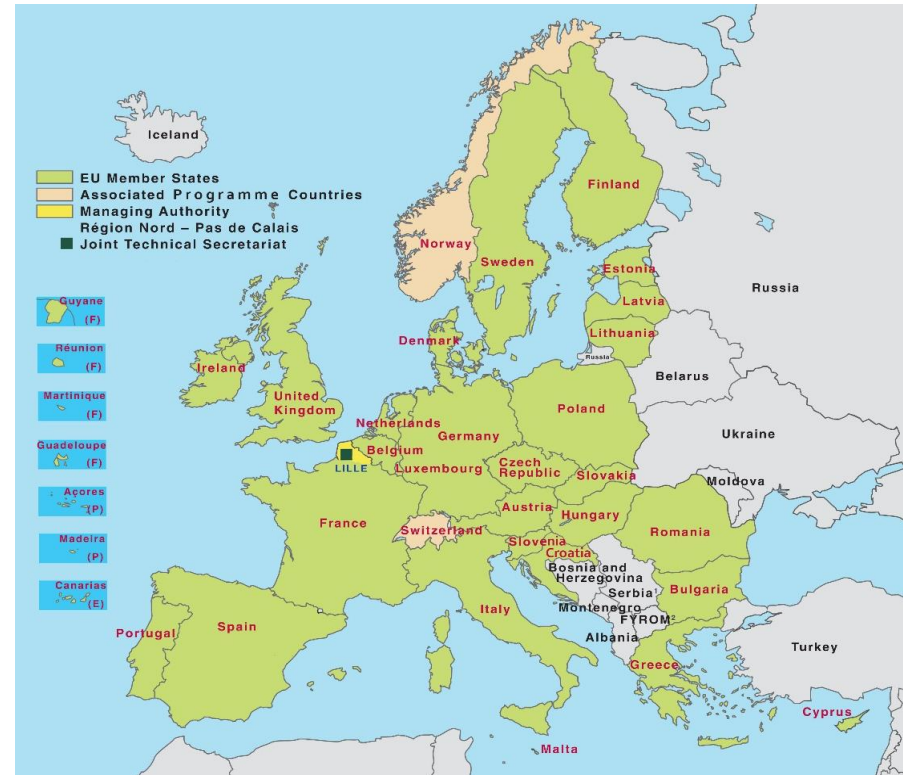 Iceland
EU Member States
Associated Programme Countries
Managing Authority
Région Nord – Pas de Calais
Joint Technical Secretariat
Finland
Norway
Sweden
Russia
Estonia
Latvia
Lithuania
Russia
Belarus
Guyane
(F)
Réunion
(F)
Martinique
(F)
Guadeloupe
(F)
Açores
(P)
Madeira
(P)
Canarias
(E)
Denmark
Ireland
United
Kingdom
Netherlands
Belgium
Luxembourg
LILLE
Germany
Poland
Ukraine
Czech
Republic
Slovakia
Moldova
France
Switzerland
Austria
Hungary
Romania
Slovenia
Croatia
Bosnia and
Herzegovina
Serbia¹
Montenegro
FYROM²
Bulgaria
Albania
Italy
Portugal
Spain
Greece
Turkey
Cyprus
Malta